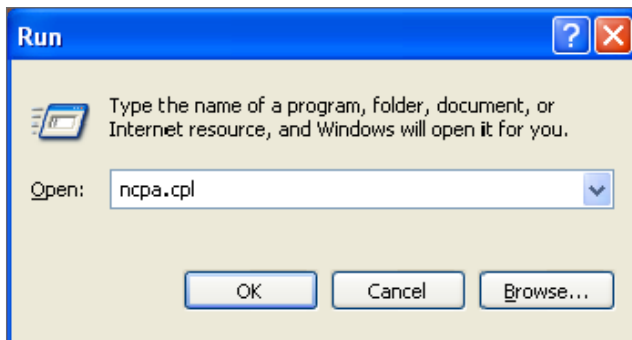 Run
Type the name of a program, folder, document, or
Internet resource, and Windows will open it for you.
Open: ncpa.cpl
OK Cancel Browse...